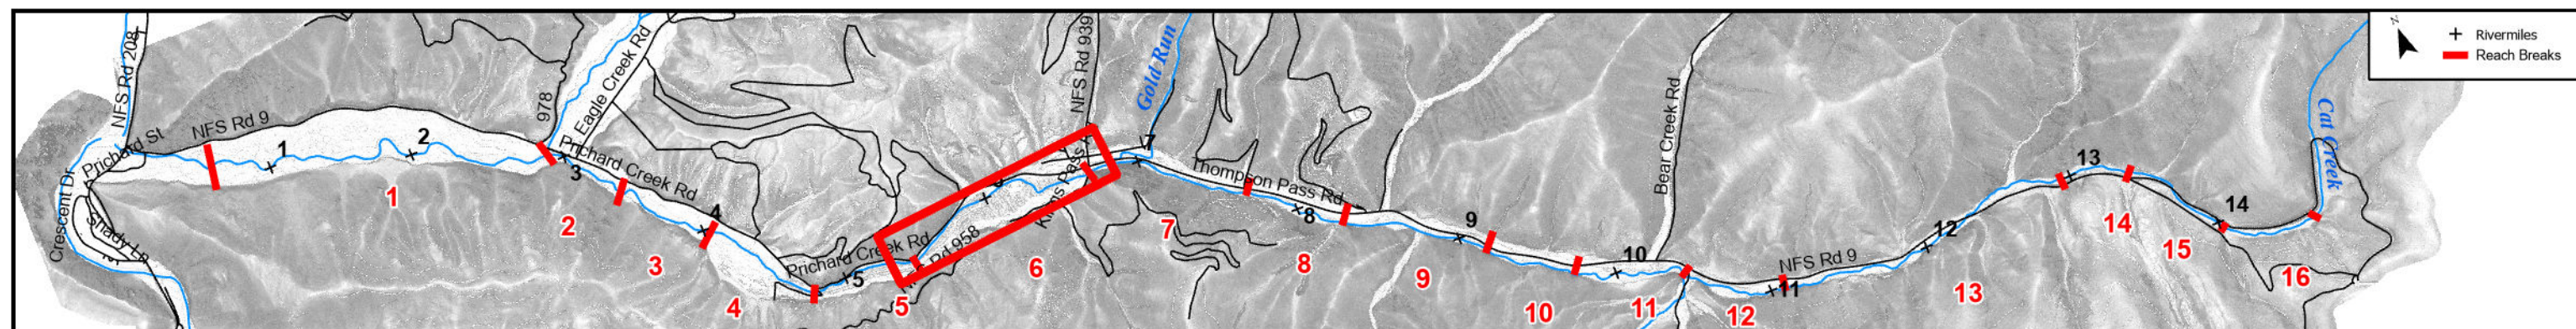 N
Rivermiles
Reach Breaks
NFS Rd 208
Prichard St
NFS Rd 9
Crescent Dr
Shady Ln
978
Eagle Creek Rd
Prichard Creek Rd
Prichard Creek Rd
Rd 958
Kings Pass
NFS Rd 939
Gold Run
Thompson Pass Rd
Bear Creek Rd
NFS Rd 9
Cat Creek
1
2
3
4
5
7
8
9
10
11
12
13
14
1
2
3
4
5
6
7
8
9
10
11
12
13
14
15
16